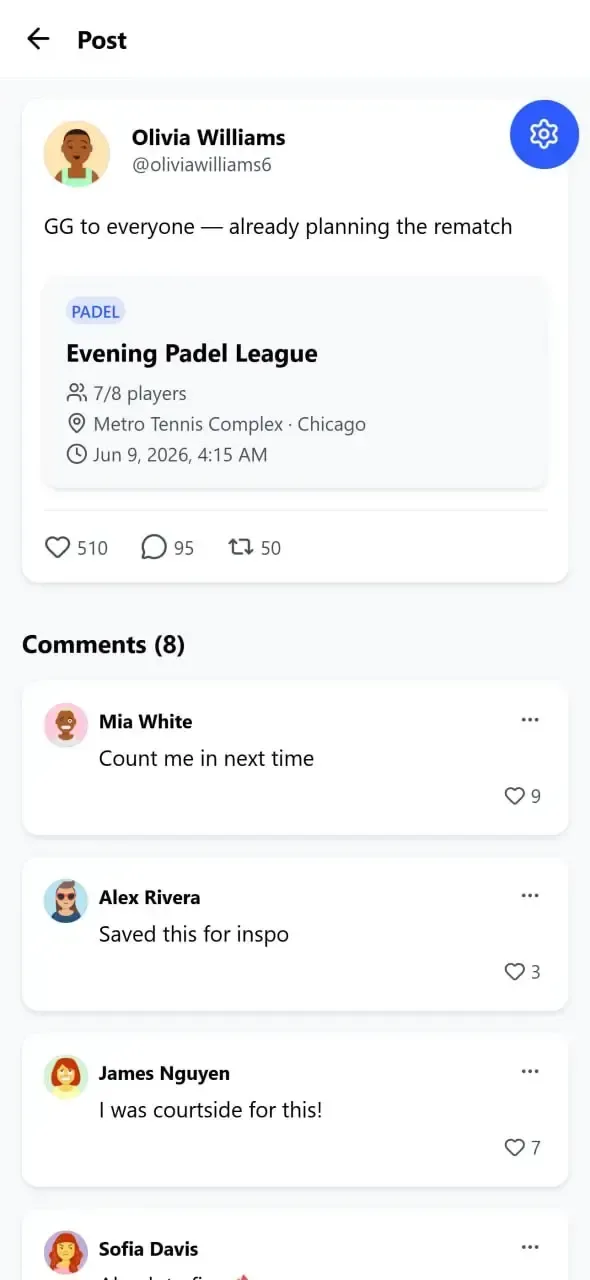 Post
Olivia Williams
@oliviawilliams6
GG to everyone — already planning the rematch
PADEL
Evening Padel League
7/8 players
Metro Tennis Complex · Chicago
Jun 9, 2026, 4:15 AM
510 95 50
Comments (8)
Mia White
Count me in next time
9
Alex Rivera
Saved this for inspo
3
James Nguyen
I was courtside for this!
7
Sofia Davis